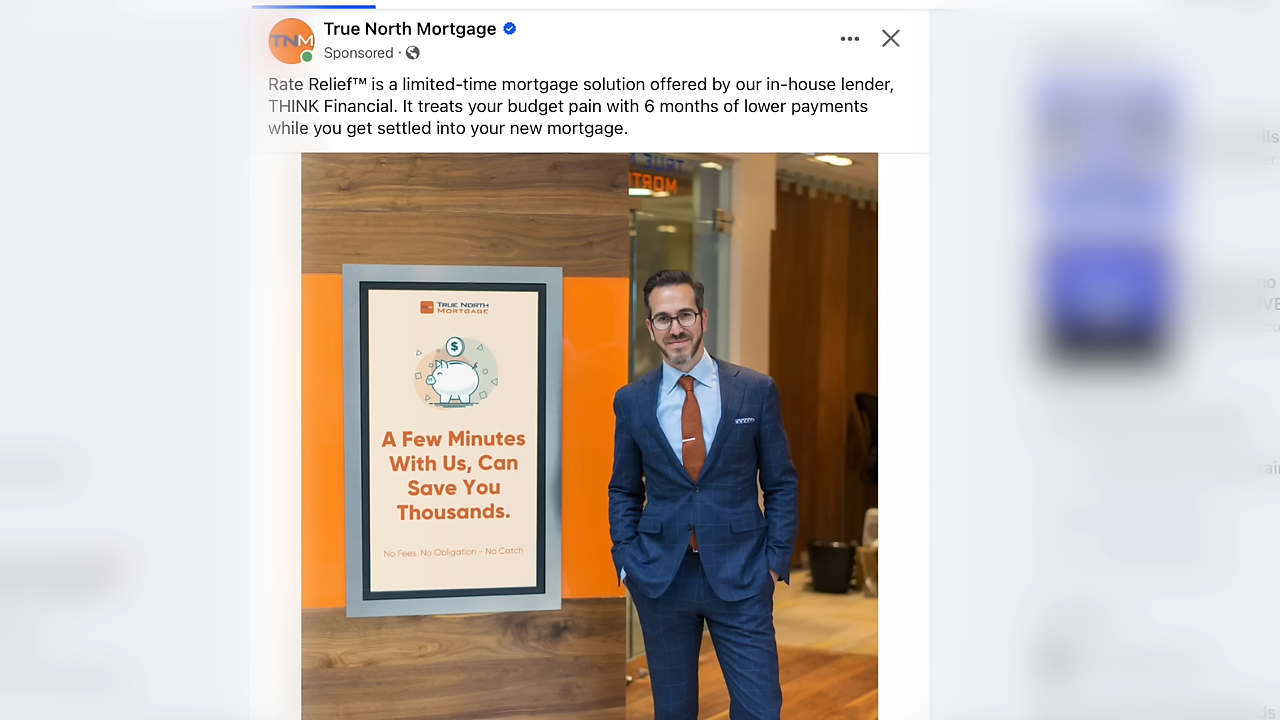 True North Mortgage
Sponsored ·
Rate Relief™ is a limited-time mortgage solution offered by our in-house lender,
THINK Financial. It treats your budget pain with 6 months of lower payments
while you get settled into your new mortgage.
TNM
TRUE NORTH
MORTGAGE
$
A Few Minutes
With Us, Can
Save You
Thousands.
No Fees, No Obligation - No Catch